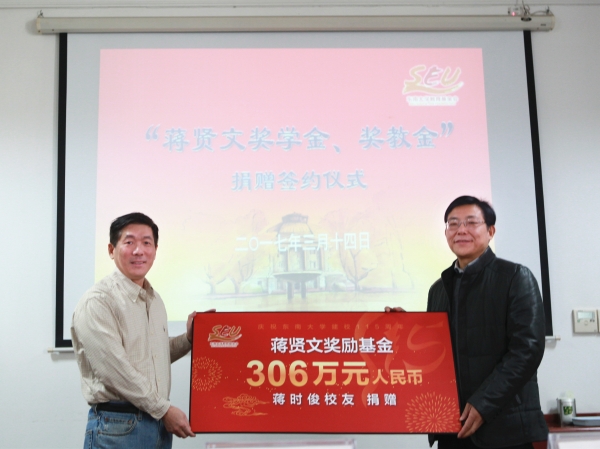 SEU
“蒋贤文奖学金、奖教金”
捐赠签约仪式
二〇一七年三月十四日
SEU
蒋贤文奖励基金
306万元人民币
蒋时俊校友 捐赠